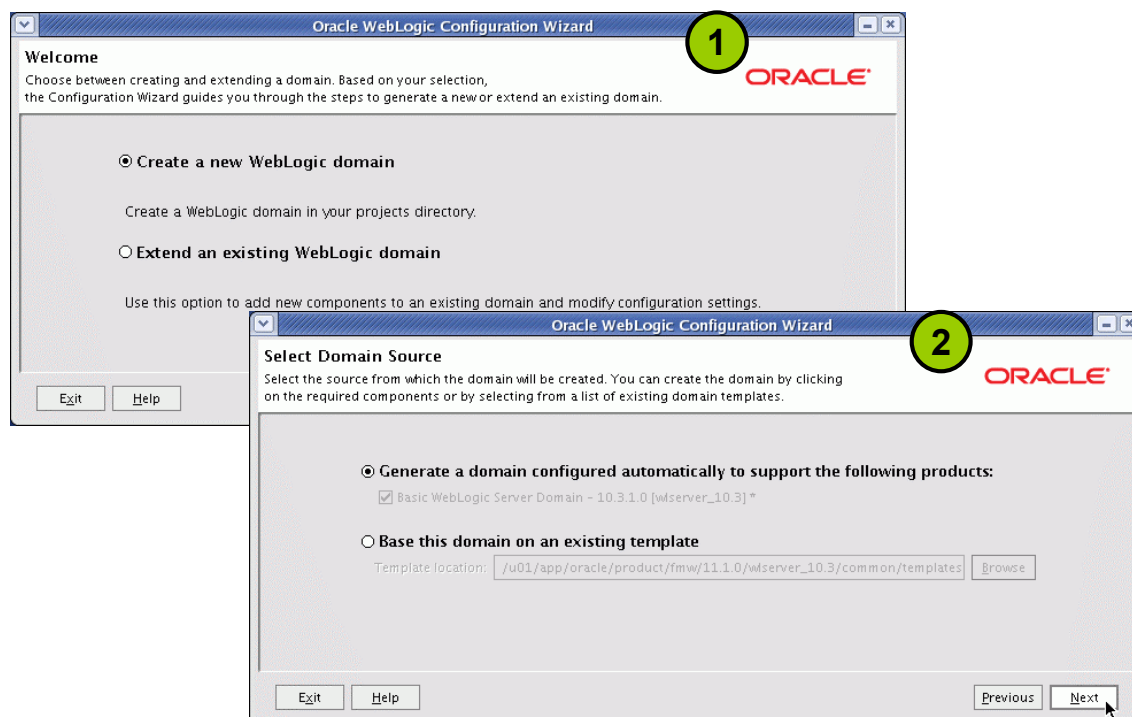 Oracle WebLogic Configuration Wizard
1
Welcome
Choose between creating and extending a domain. Based on your selection,
the Configuration Wizard guides you through the steps to generate a new or extend an existing domain.
ORACLE
Create a new WebLogic domain
Create a WebLogic domain in your projects directory.
Extend an existing WebLogic domain
Use this option to add new components to an existing domain and modify configuration settings.
Exit Help
Oracle WebLogic Configuration Wizard
2
Select Domain Source
Select the source from which the domain will be created. You can create the domain by clicking
on the required components or by selecting from a list of existing domain templates.
ORACLE
Generate a domain configured automatically to support the following products:
Basic WebLogic Server Domain - 10.3.1.0 [wlserver_10.3] *
Base this domain on an existing template
Template location: /u01/app/oracle/product/fmw/11.1.0/wlserver_10.3/common/templates Browse
Exit Help Previous Next